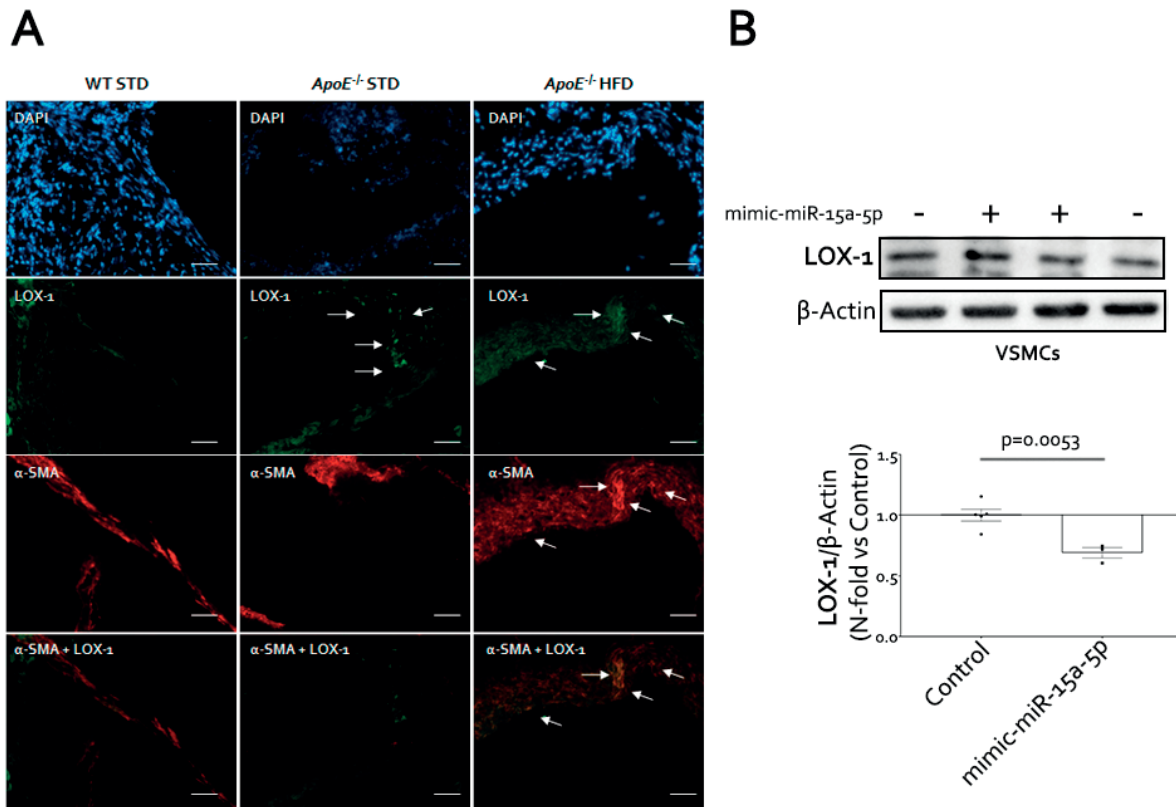 A
WT STD ApoE-/- STD ApoE-/- HFD
DAPI DAPI DAPI
LOX-1 LOX-1 LOX-1
α-SMA α-SMA α-SMA
α-SMA + LOX-1 α-SMA + LOX-1 α-SMA + LOX-1
B
mimic-miR-15a-5p - + + -
LOX-1
β-Actin
VSMCs
p=0.0053
LOX-1/β-Actin
(N-fold vs Control)
1.5
1.0
0.5
0.0
Control
mimic-miR-15a-5p